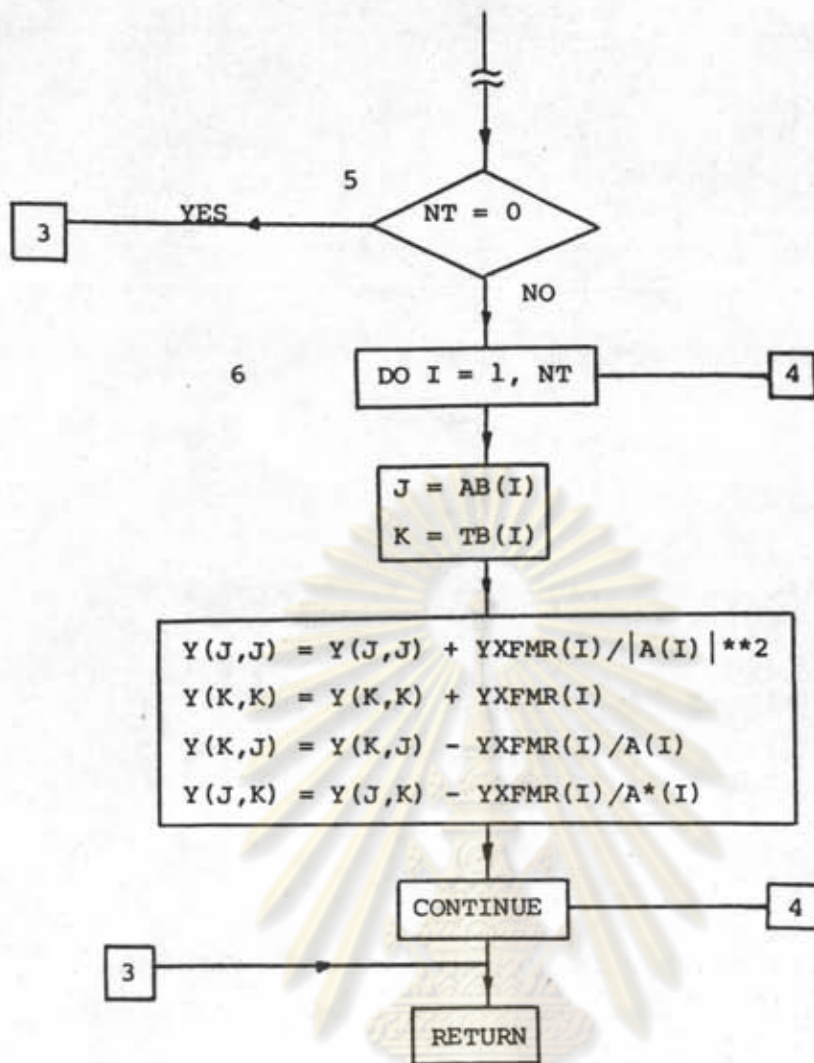 5
NT = 0
YES
3
NO
6
DO I = 1, NT
4
J = AB(I)
K = TB(I)
Y(J,J) = Y(J,J) + YXFMR(I)/|A(I)|**2
Y(K,K) = Y(K,K) + YXFMR(I)
Y(K,J) = Y(K,J) - YXFMR(I)/A(I)
Y(J,K) = Y(J,K) - YXFMR(I)/A*(I)
CONTINUE
4
3
RETURN